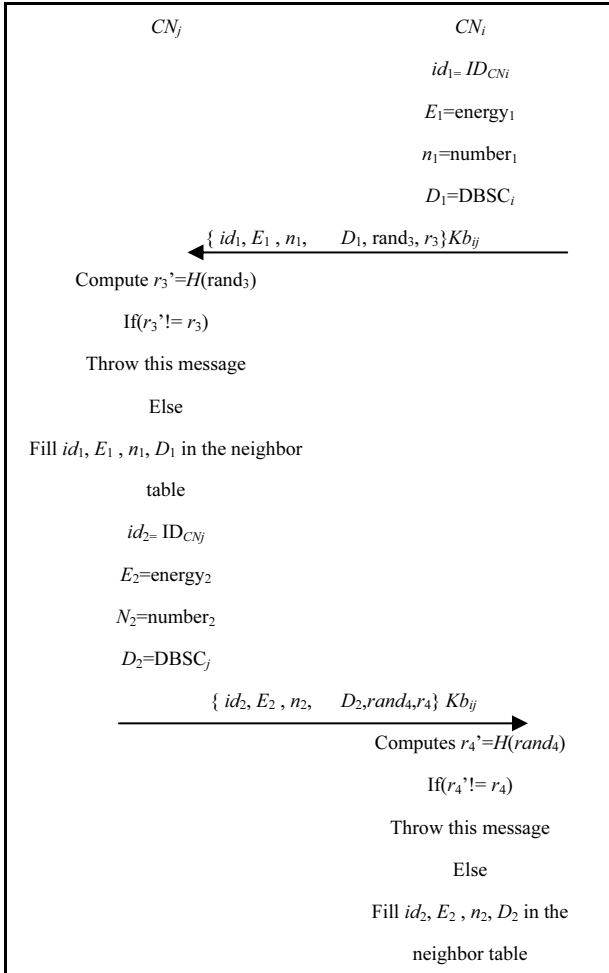 CNj CNi
id1= IDCNi
E1=energy1
n1=number1
D1=DBSCi
{ id1, E1 , n1, D1, rand3, r3}Kbij
Compute r3’=H(rand3)
If(r3’!= r3)
Throw this message
Else
Fill id1, E1 , n1, D1 in the neighbor
table
id2= IDCNj
E2=energy2
N2=number2
D2=DBSCj
{ id2, E2 , n2, D2,rand4,r4} Kbij
Computes r4’=H(rand4)
If(r4’!= r4)
Throw this message
Else
Fill id2, E2 , n2, D2 in the
neighbor table